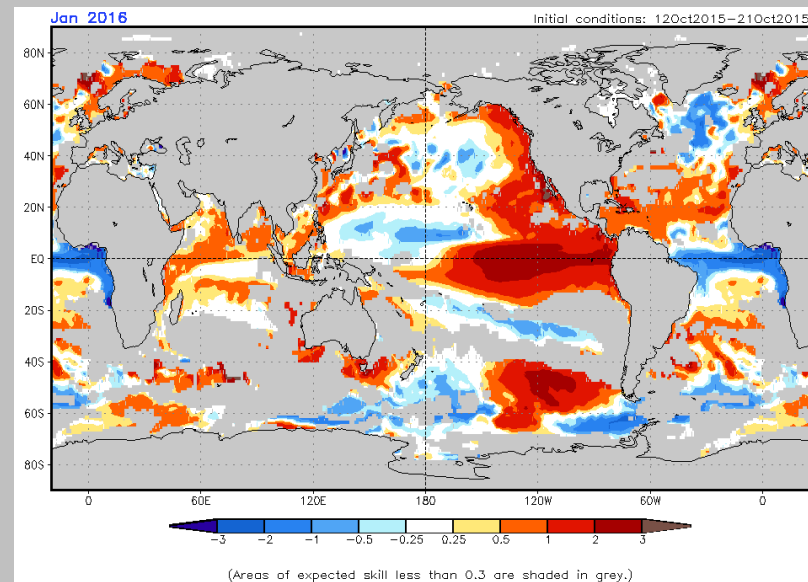 Jan 2016 Initial conditions: 12Oct2015-21Oct2015
80N
60N
40N
20N
EQ
20S
40S
60S
80S
0 60E 120E 180 120W 60W 0
-3 -2 -1 -0.5 -0.25 0.25 0.5 1 2 3
(Areas of expected skill less than 0.3 are shaded in grey.)